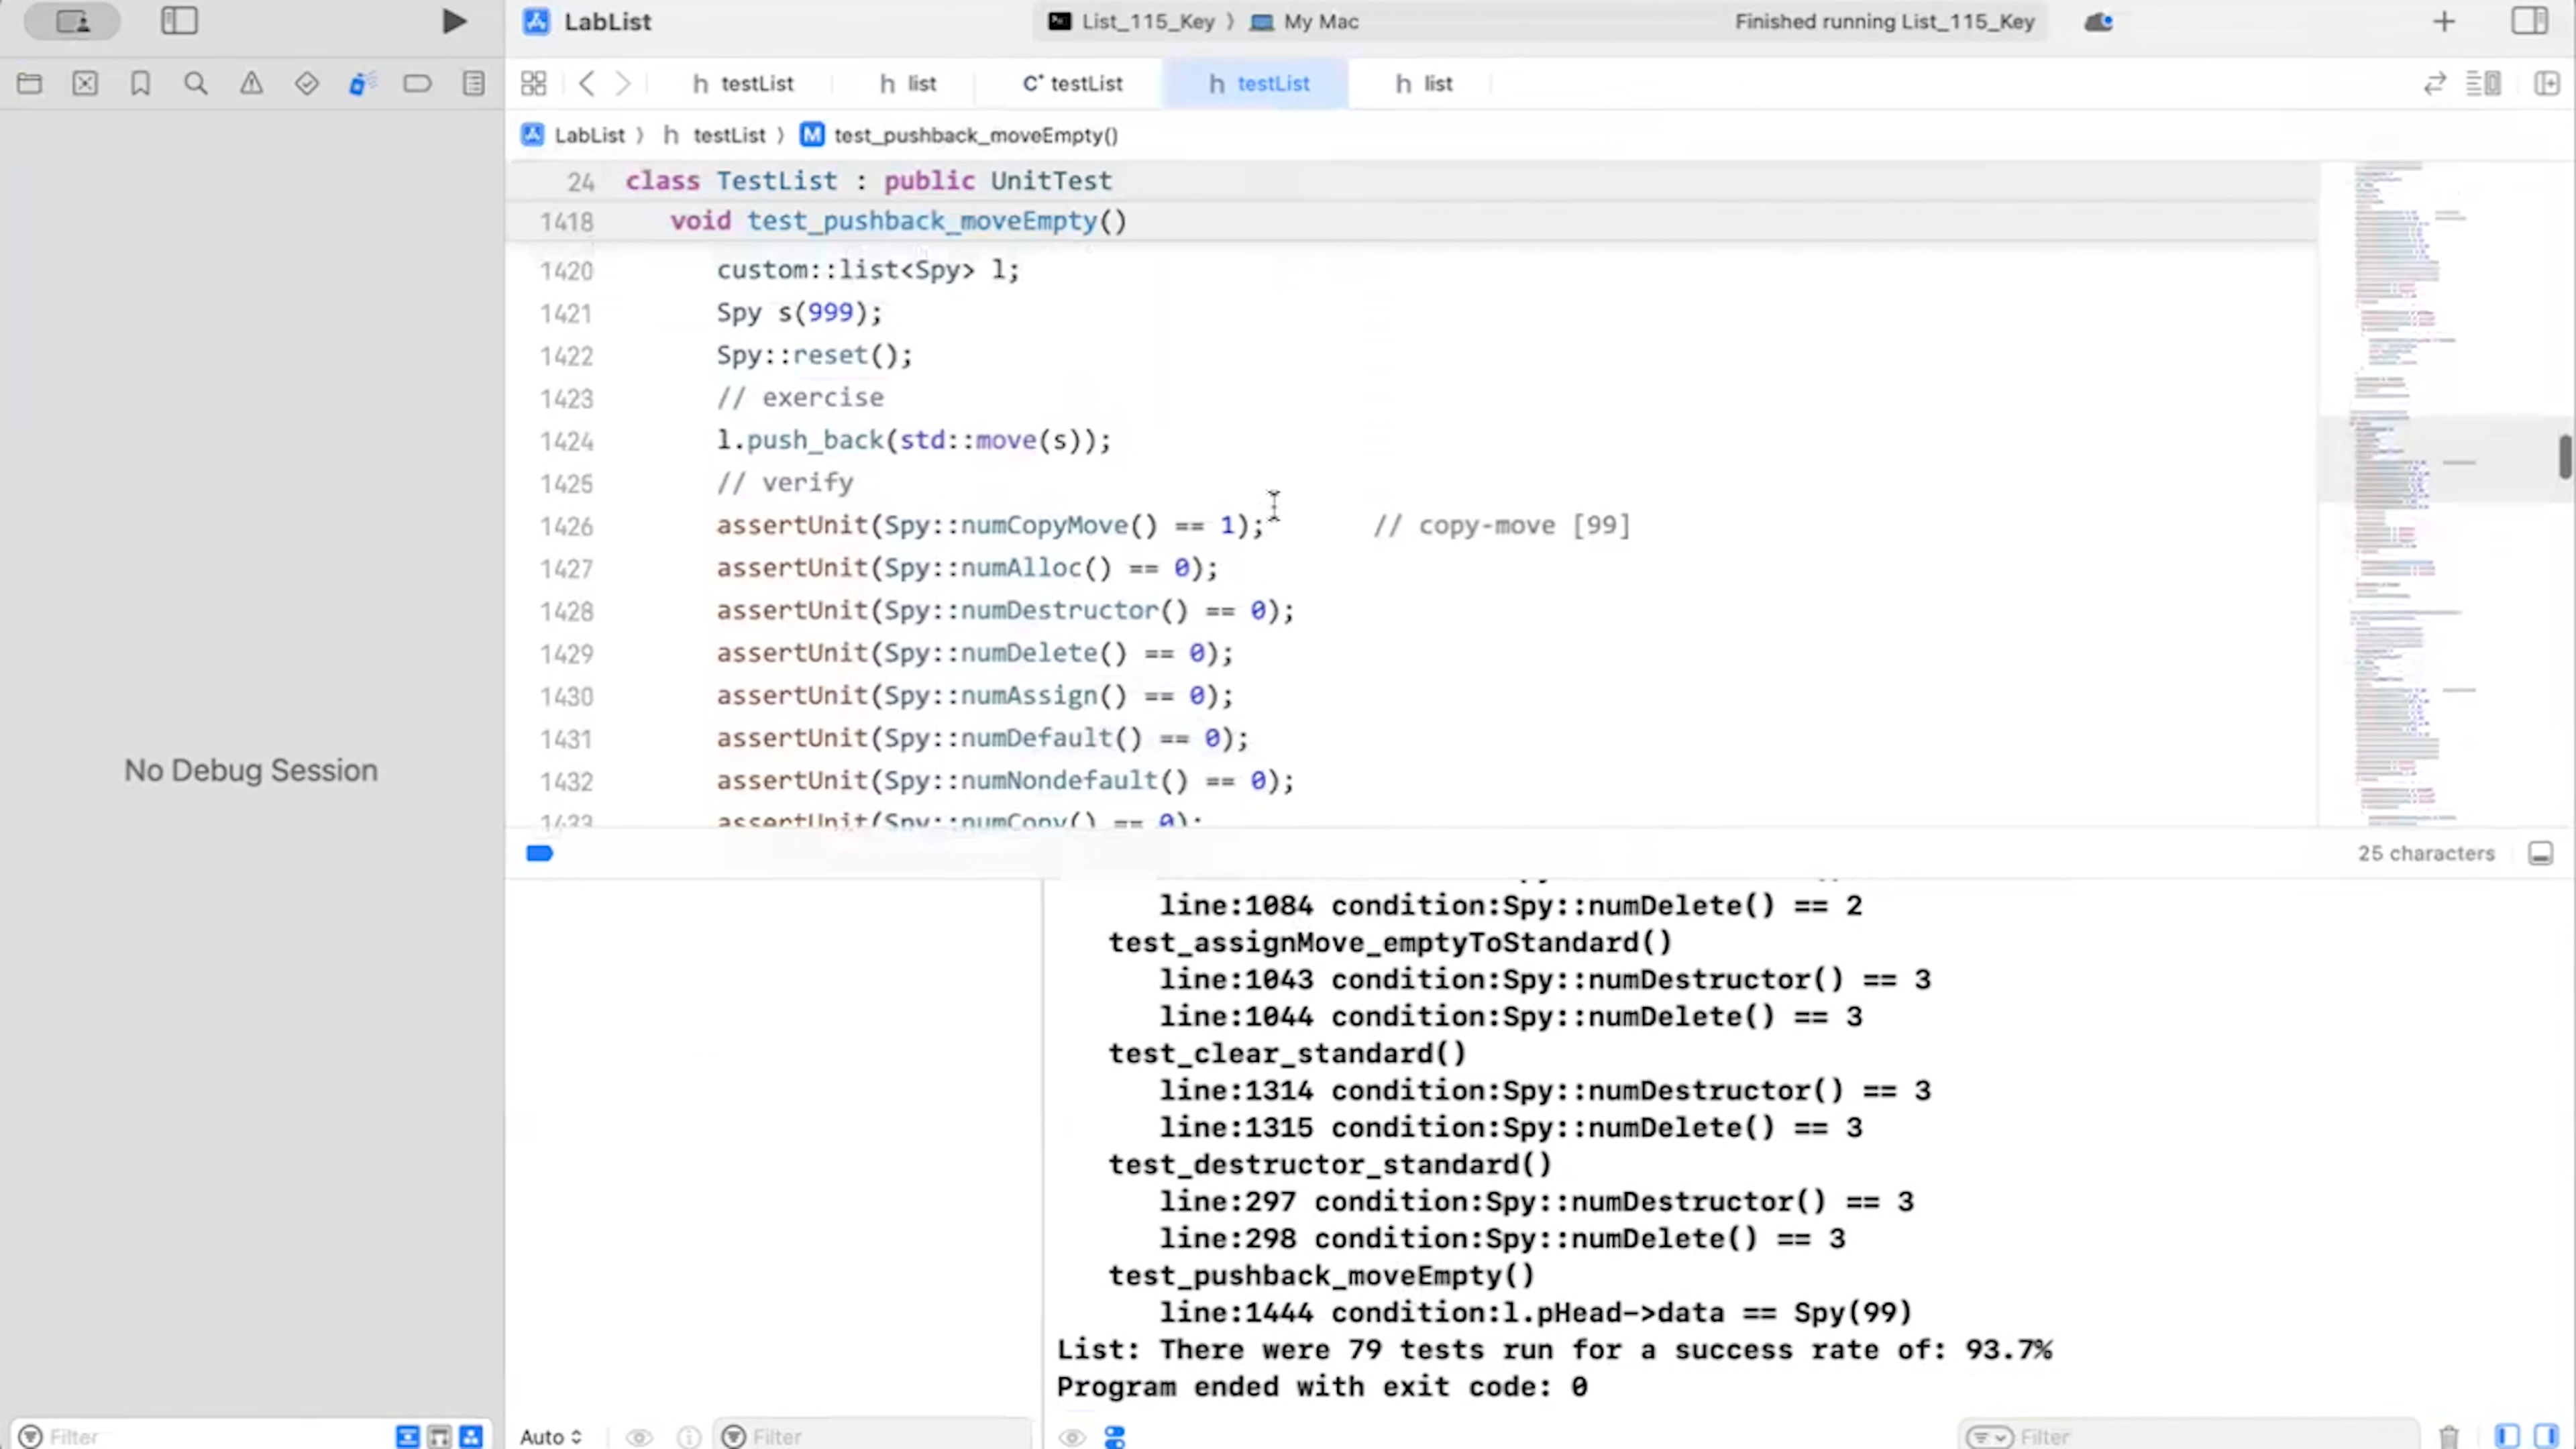 LabList
List_115_Key 〉 My Mac
Finished running List_115_Key
testList
list
testList
testList
list
LabList 〉 h testList 〉 M test_pushback_moveEmpty()
24 class TestList : public UnitTest
1418 void test_pushback_moveEmpty()
1420 custom::list<Spy> l;
1421 Spy s(999);
1422 Spy::reset();
1423 // exercise
1424 l.push_back(std::move(s));
1425 // verify
1426 assertUnit(Spy::numCopyMove() == 1); // copy-move [99]
1427 assertUnit(Spy::numAlloc() == 0);
1428 assertUnit(Spy::numDestructor() == 0);
1429 assertUnit(Spy::numDelete() == 0);
1430 assertUnit(Spy::numAssign() == 0);
1431 assertUnit(Spy::numDefault() == 0);
1432 assertUnit(Spy::numNondefault() == 0);
1433 assertUnit(Spy::numCopy() == 0);
No Debug Session
25 characters
line:1084 condition:Spy::numDelete() == 2
test_assignMove_emptyToStandard()
line:1043 condition:Spy::numDestructor() == 3
line:1044 condition:Spy::numDelete() == 3
test_clear_standard()
line:1314 condition:Spy::numDestructor() == 3
line:1315 condition:Spy::numDelete() == 3
test_destructor_standard()
line:297 condition:Spy::numDestructor() == 3
line:298 condition:Spy::numDelete() == 3
test_pushback_moveEmpty()
line:1444 condition:l.pHead->data == Spy(99)
List: There were 79 tests run for a success rate of: 93.7%
Program ended with exit code: 0
Filter
Auto
Filter
Filter